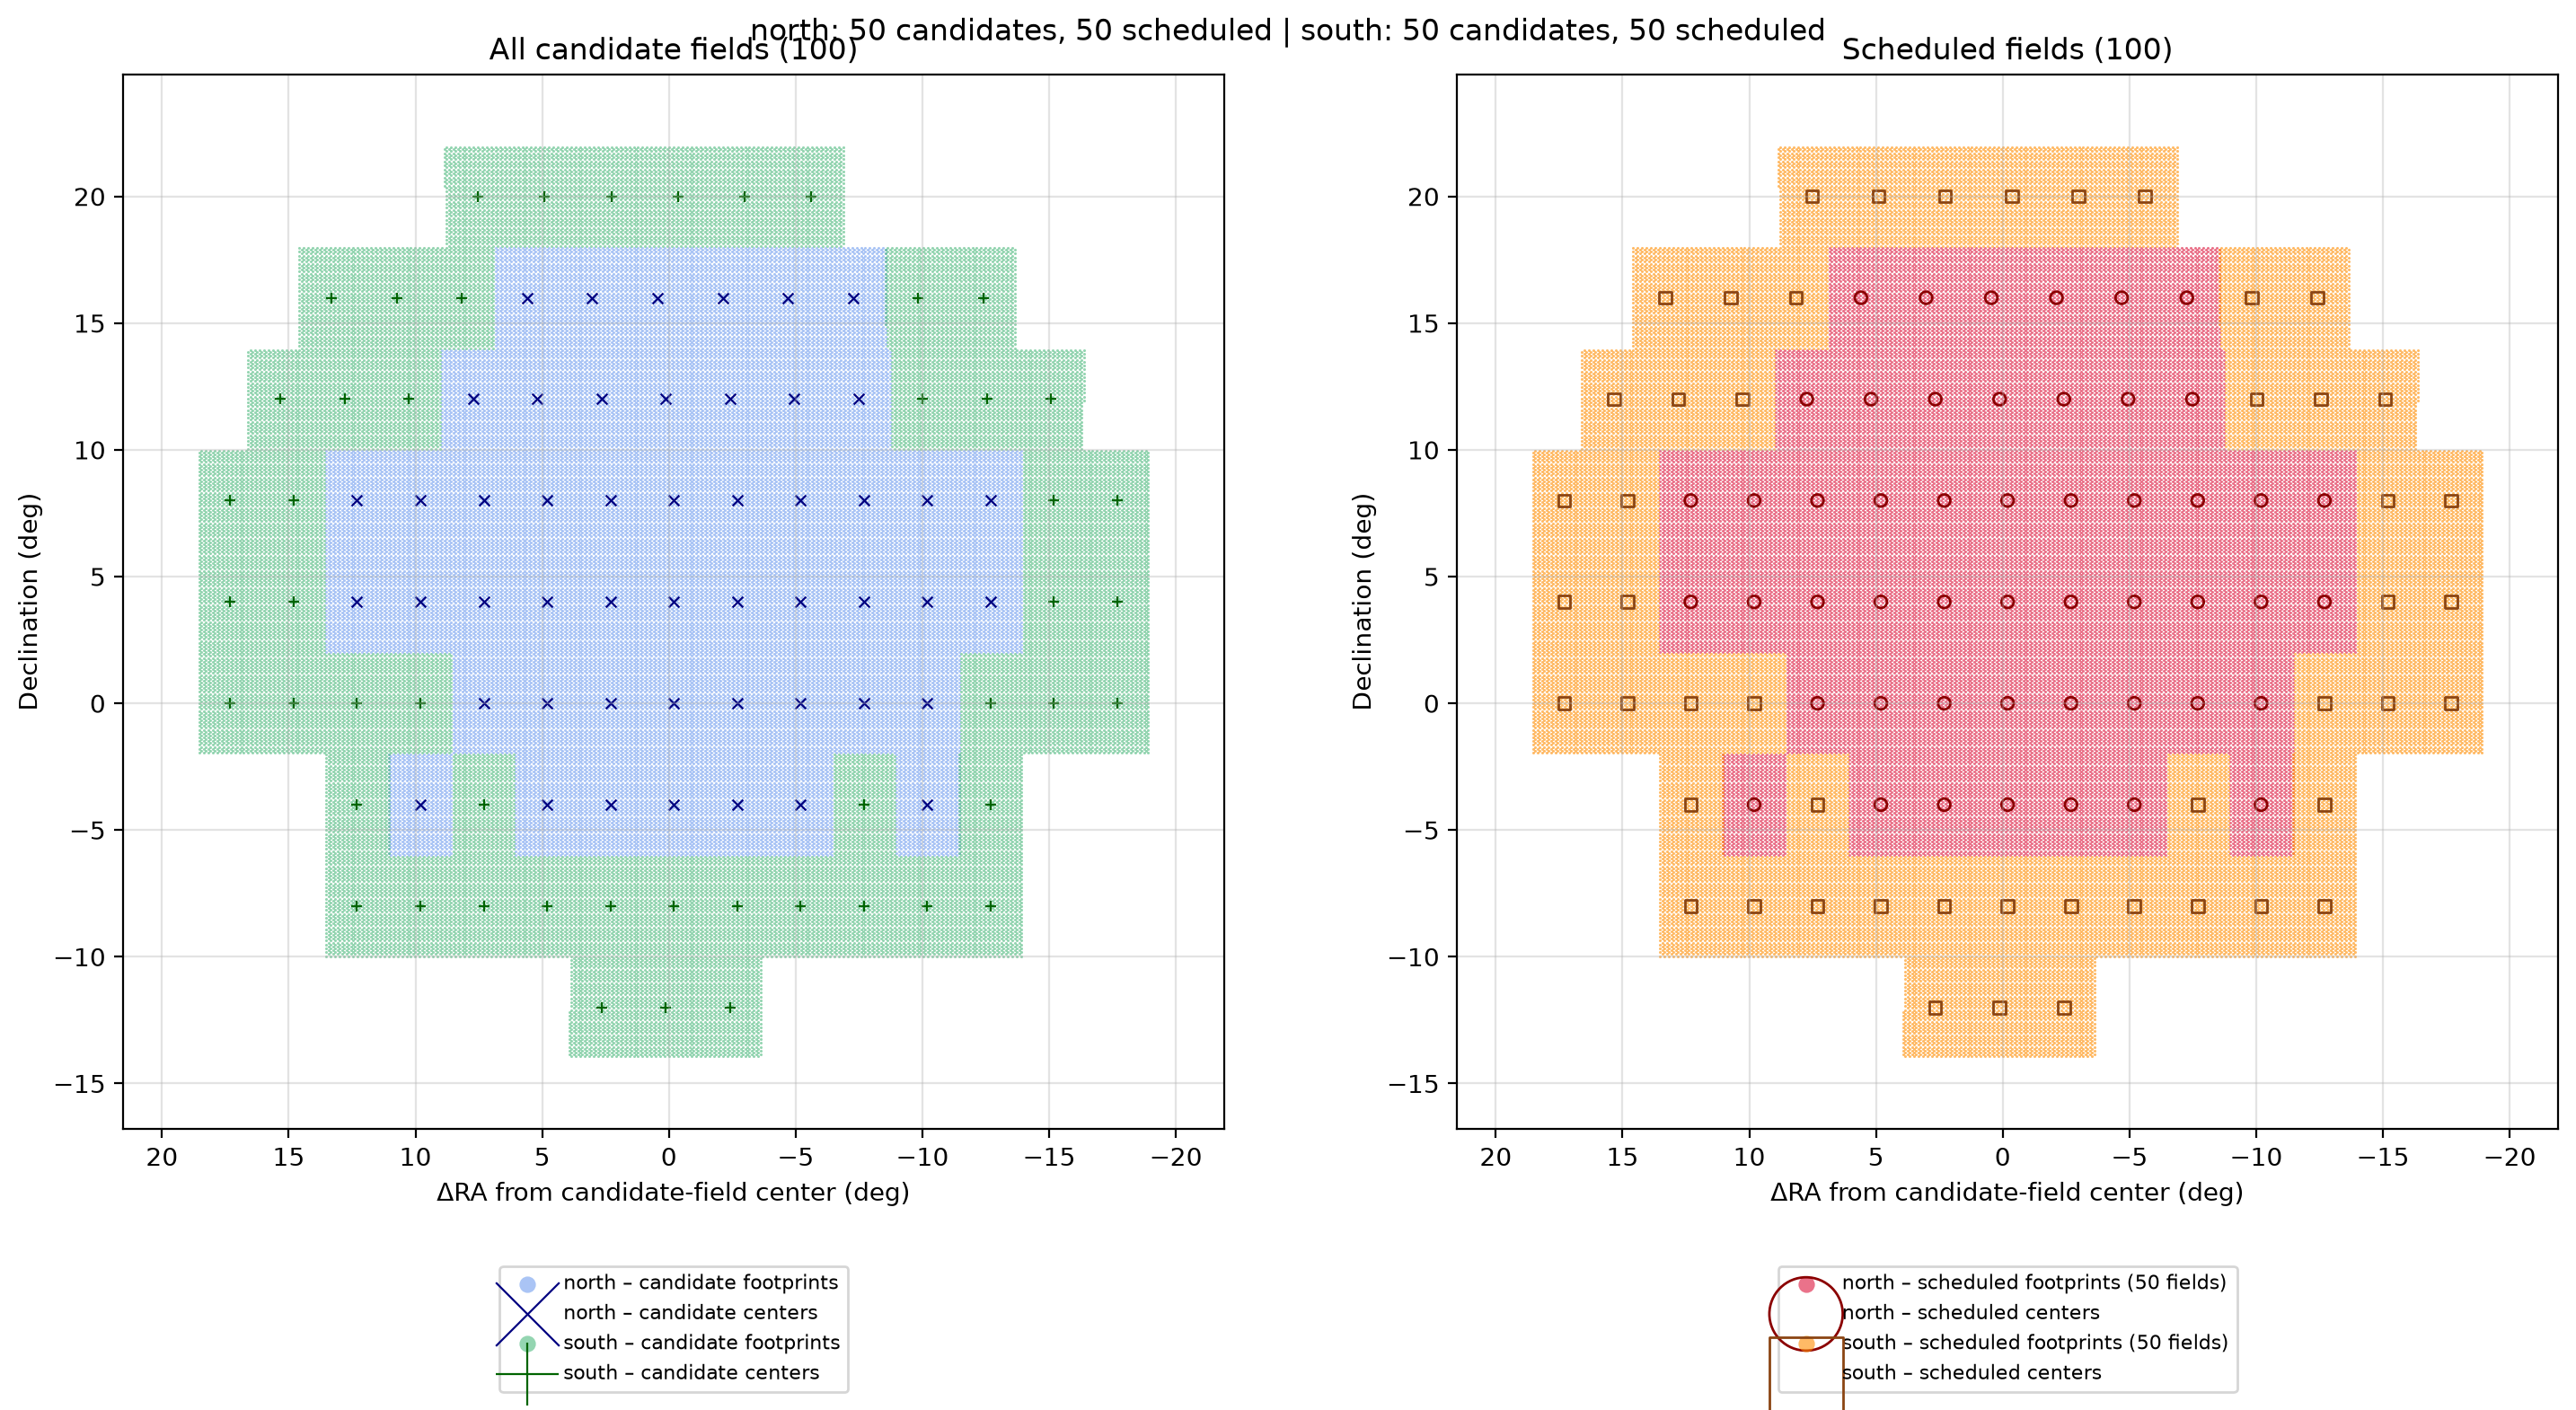 north: 50 candidates, 50 scheduled | south: 50 candidates, 50 scheduled
All candidate fields (100)
Declination (deg)
20
15
10
5
0
−5
−10
−15
20 15 10 5 0 −5 −10 −15 −20
ΔRA from candidate-field center (deg)
north – candidate footprints
north – candidate centers
south – candidate footprints
south – candidate centers
Scheduled fields (100)
Declination (deg)
20
15
10
5
0
−5
−10
−15
20 15 10 5 0 −5 −10 −15 −20
ΔRA from candidate-field center (deg)
north – scheduled footprints (50 fields)
north – scheduled centers
south – scheduled footprints (50 fields)
south – scheduled centers